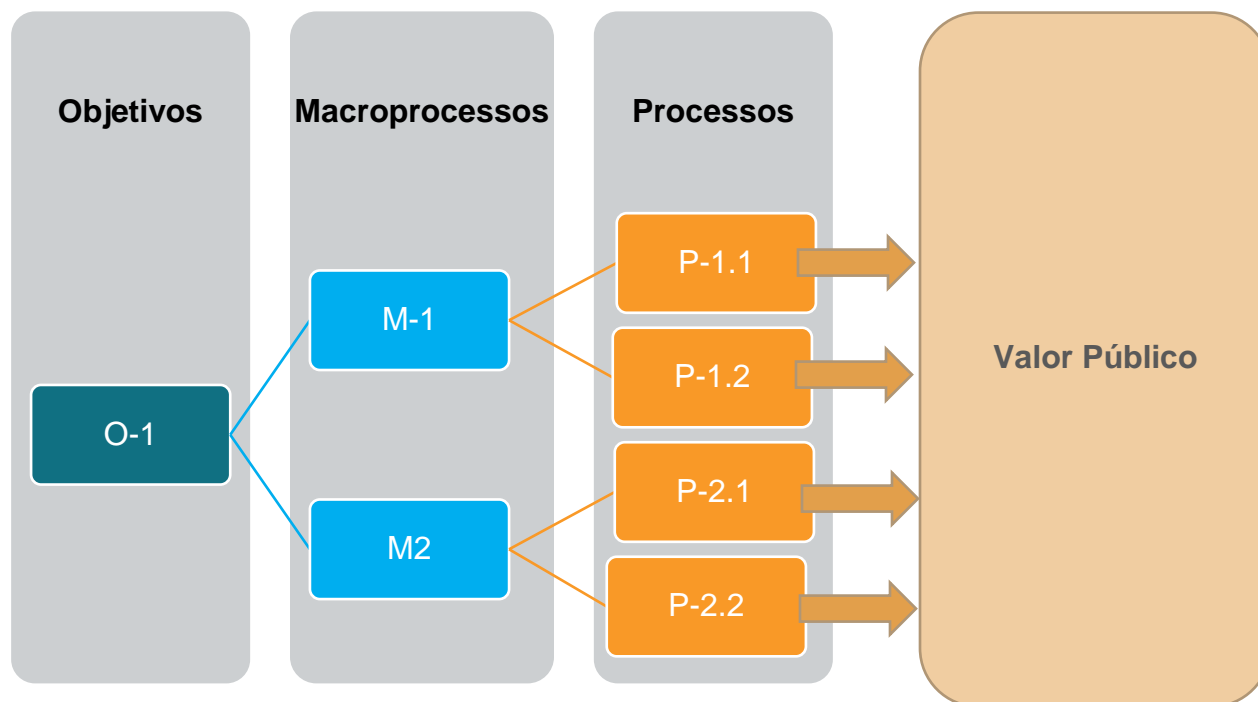 Objetivos
Macroprocessos
Processos
Valor Público
O-1
M-1
M2
P-1.1
P-1.2
P-2.1
P-2.2